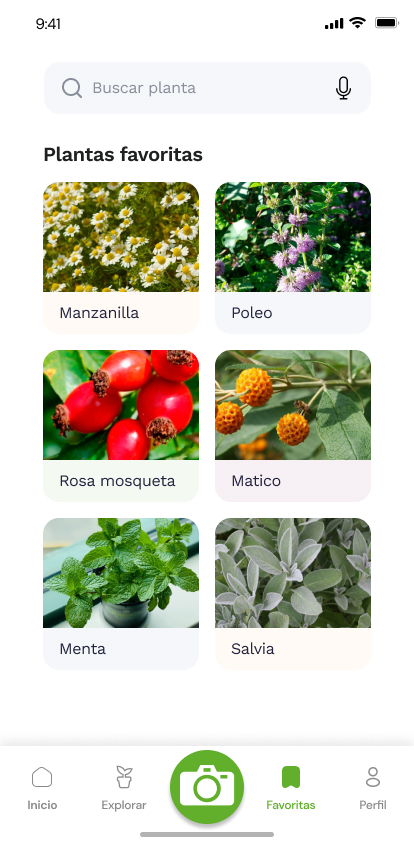 9:41
Buscar planta
Plantas favoritas
Manzanilla
Poleo
Rosa mosqueta
Matico
Menta
Salvia
Inicio
Explorar
Favoritas
Perfil